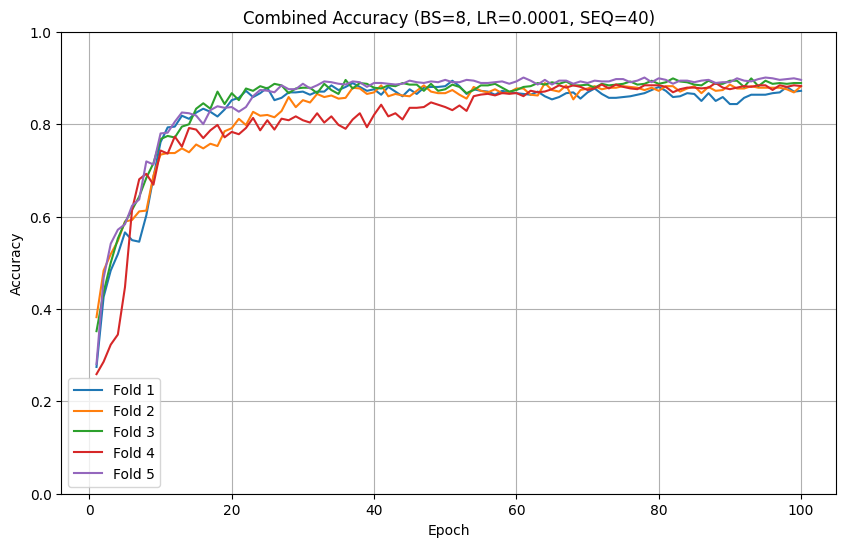 Combined Accuracy (BS=8, LR=0.0001, SEQ=40)
1.0
0.8
0.6
0.4
0.2
0.0
Accuracy
Fold 1
Fold 2
Fold 3
Fold 4
Fold 5
0 20 40 60 80 100
Epoch